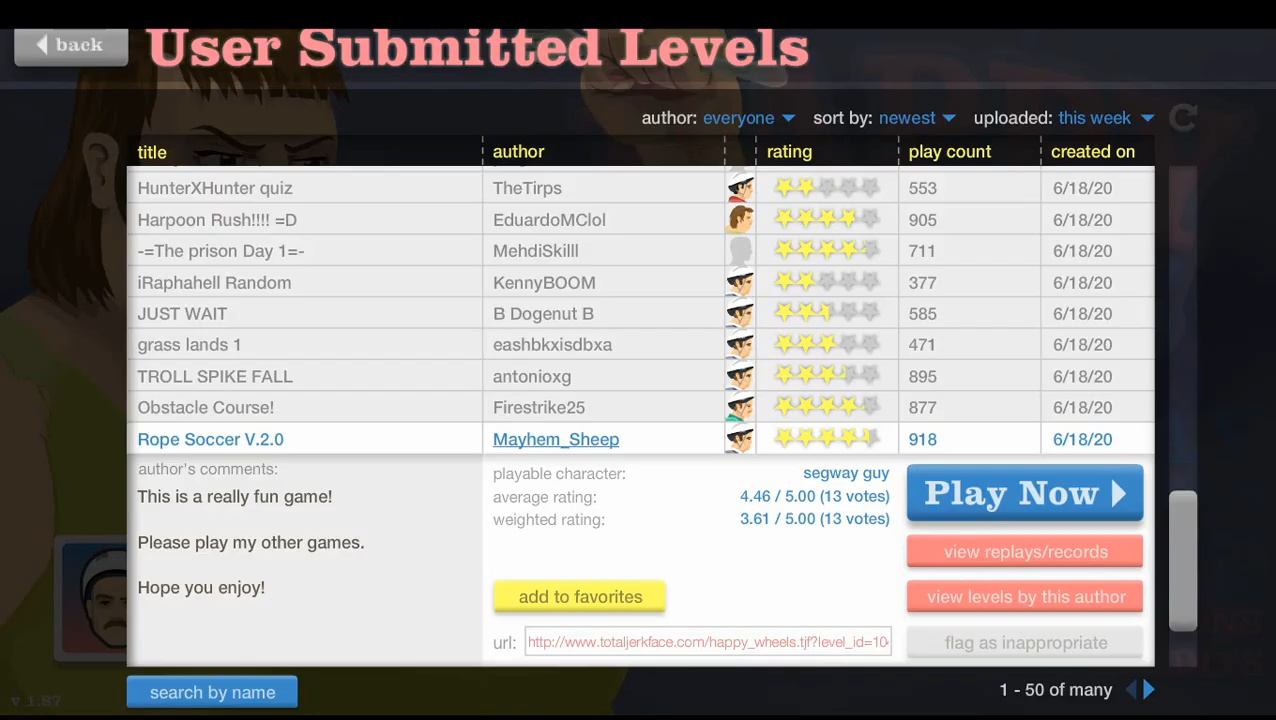 back
User Submitted Levels
author: everyone sort by: newest uploaded: this week
title author rating play count created on
HunterXHunter quiz TheTirps 553 6/18/20
Harpoon Rush!!!! =D EduardoMClol 905 6/18/20
-=The prison Day 1=- MehdiSkilll 711 6/18/20
iRaphahell Random KennyBOOM 377 6/18/20
JUST WAIT B Dogenut B 585 6/18/20
grass lands 1 eashbkxisdbxa 471 6/18/20
TROLL SPIKE FALL antonioxg 895 6/18/20
Obstacle Course! Firestrike25 877 6/18/20
Rope Soccer V.2.0 Mayhem_Sheep 918 6/18/20
author's comments:
This is a really fun game!
Please play my other games.
Hope you enjoy!
playable character: segway guy
average rating: 4.46 / 5.00 (13 votes)
weighted rating: 3.61 / 5.00 (13 votes)
add to favorites
url: http://www.totaljerkface.com/happy_wheels.tjf?level_id=10
Play Now
view replays/records
view levels by this author
flag as inappropriate
search by name
1 - 50 of many
v 1.87